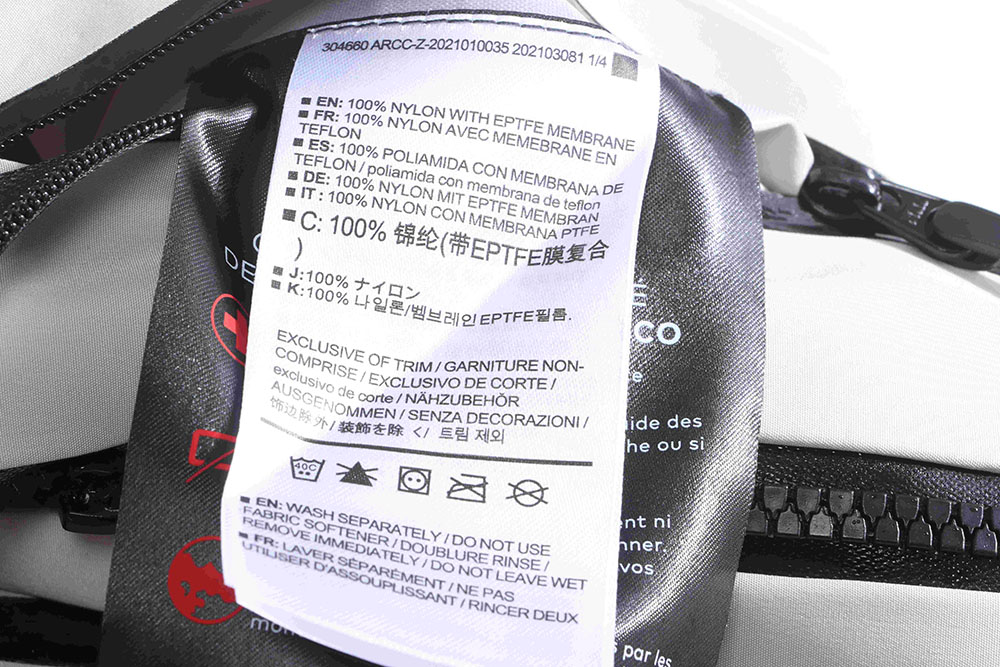 304660 ARCC-Z-2021010035 202103081 1/4
EN: 100% NYLON WITH EPTFE MEMBRANE
FR: 100% NYLON AVEC MEMEBRANE EN
TEFLON
ES: 100% POLIAMIDA CON MEMBRANA DE
TEFLON / poliamida con membrana de teflon
DE: 100% NYLON MIT EPTFE MEMBRAN
IT : 100% NYLON CON MEMBRANA PTFE
C: 100% 锦纶(带EPTFE膜复合
)
J:100% ナイロン
K:100% 나일론/벰브레인 EPTFE필름.
EXCLUSIVE OF TRIM / GARNITURE NON-
COMPRISE / EXCLUSIVO DE CORTE /
exclusivo de corte / NÄHZUBEHÖR
AUSGENOMMEN / SENZA DECORAZIONI /
饰边除外 / 装飾を除く / 트림 제외
40C
EN: WASH SEPARATELY / DO NOT USE
FABRIC SOFTENER / DOUBLURE RINSE /
REMOVE IMMEDIATELY / DO NOT LEAVE WET
FR: LAVER SÉPARÉMENT / NE PAS
UTILISER D'ASSOUPLISSANT / RINCER DEUX
DE
CO
uide des
he ou si
ent ni
nner.
vos
par les